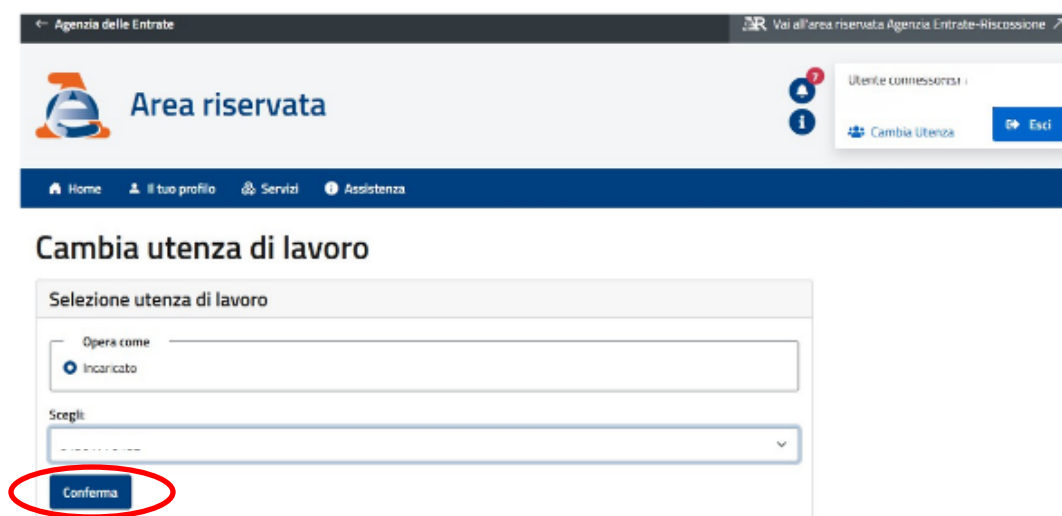 ← Agenzia delle Entrate
Vai all'area riservata Agenzia Entrate-Riscossione
Area riservata
7
Utente
Cambia Utenza
Esci
Home Il tuo profilo Servizi Assistenza
Cambia utenza di lavoro
Selezione utenza di lavoro
Opera come
Incaricato
Scegli:
Conferma